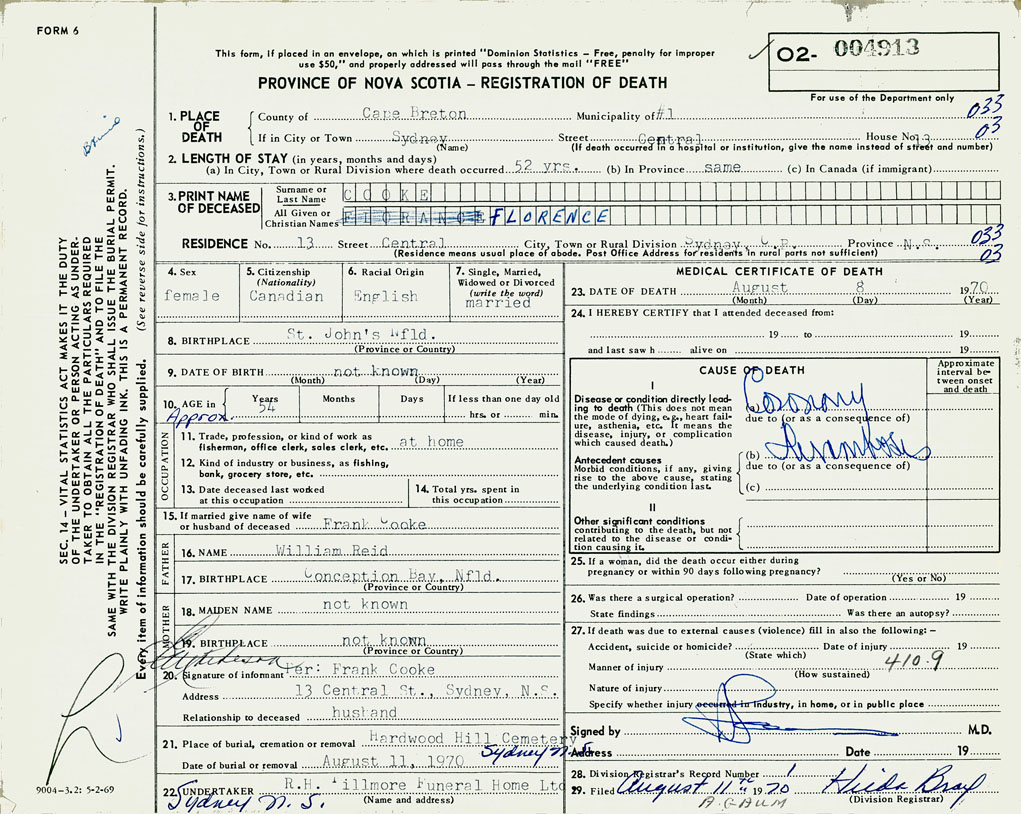 FORM 6
This form, if placed in an envelope, on which is printed "Dominion Statistics – Free, penalty for improper
use $50," and properly addressed will pass through the mail "FREE"
PROVINCE OF NOVA SCOTIA – REGISTRATION OF DEATH
02- 004913
For use of the Department only
033
03
1. PLACE OF DEATH
County of Cape Breton Municipality of #1
If in City or Town Sydney Street Central House No. 13
(Name) (If death occurred in a hospital or institution, give the name instead of street and number)
2. LENGTH OF STAY (in years, months and days)
(a) In City, Town or Rural Division where death occurred 52 yrs. (b) In Province same (c) In Canada (if immigrant)
3. PRINT NAME OF DECEASED
Surname or Last Name COOKE
All Given or Christian Names FLORANCE FLORENCE
RESIDENCE No. 13 Street Central City, Town or Rural Division Sydney C.B. Province N.S.
(Residence means usual place of abode. Post Office Address for residents in rural parts not sufficient)
033
03
4. Sex
female
5. Citizenship
(Nationality)
Canadian
6. Racial Origin
English
7. Single, Married,
Widowed or Divorced
(write the word)
married
8. BIRTHPLACE St. John's Nfld.
(Province or Country)
9. DATE OF BIRTH not known
(Month) (Day) (Year)
10. AGE in Years Months Days If less than one day old
Approx. 54 hrs. or min.
OCCUPATION
11. Trade, profession, or kind of work as
fishermon, office clerk, sales clerk, etc. at home
12. Kind of industry or business, as fishing,
bank, grocery store, etc.
13. Date deceased last worked
at this occupation
14. Total yrs. spent in
this occupation
15. If married give name of wife
or husband of deceased Frank Cooke
FATHER
16. NAME William Reid
17. BIRTHPLACE Conception Bay, Nfld.
(Province or Country)
MOTHER
18. MAIDEN NAME not known
19. BIRTHPLACE not known
(Province or Country)
20. Signature of informant Per: Frank Cooke
Address 13 Central St., Sydney, N.S.
Relationship to deceased husband
21. Place of burial, cremation or removal Hardwood Hill Cemetery
Sydney N.S.
Date of burial or removal August 11, 1970
22. UNDERTAKER R.H. Fillmore Funeral Home Ltd
Sydney N.S. (Name and address)
MEDICAL CERTIFICATE OF DEATH
23. DATE OF DEATH August 8 1970
(Month) (Day) (Year)
24. I HEREBY CERTIFY that I attended deceased from:
19 to 19
and last saw h alive on 19
CAUSE OF DEATH
Approximate
interval be-
tween onset
and death
I
Disease or condition directly lead-
ing to death (This does not
mean the mode of dying, e.g., heart fail-
ure, asthenia, etc. It means the
disease, injury, or complication
which caused death.)
(a) Coronary
due to (or as a consequence of)
Antecedent causes
Morbid conditions, if any, giving
rise to the above cause, stating
the underlying condition last.
(b) Thrombosis
due to (or as a consequence of)
(c)
II
Other significant conditions
contributing to the death, but not
related to the disease or condi-
tion causing it.
25. If a woman, did the death occur either during
pregnancy or within 90 days following pregnancy?
(Yes or No)
26. Was there a surgical operation? Date of operation 19
State findings Was there an autopsy?
27. If death was due to external causes (violence) fill in also the following: –
Accident, suicide or homicide? Date of injury 19
(State which)
410.9
Manner of injury
(How sustained)
Nature of injury
Specify whether injury occurred in industry, in home, or in public place
Signed by M.D.
Address Date 19
28. Division Registrar's Record Number 1
29. Filed August 11th 1970
A. GAUM
(Division Registrar)
SEC. 14 – VITAL STATISTICS ACT MAKES IT THE DUTY
OF THE UNDERTAKER OR PERSON ACTING AS UNDER-
TAKER TO OBTAIN ALL THE PARTICULARS REQUIRED
IN THE "REGISTRATION OF DEATH" AND TO FILE THE
SAME WITH THE DIVISION REGISTRAR WHO SHALL ISSUE THE BURIAL PERMIT.
WRITE PLAINLY WITH UNFADING INK. THIS IS A PERMANENT RECORD.
Every item of information should be carefully supplied. (See reverse side for instructions.)
9004-3.2: 5-2-69